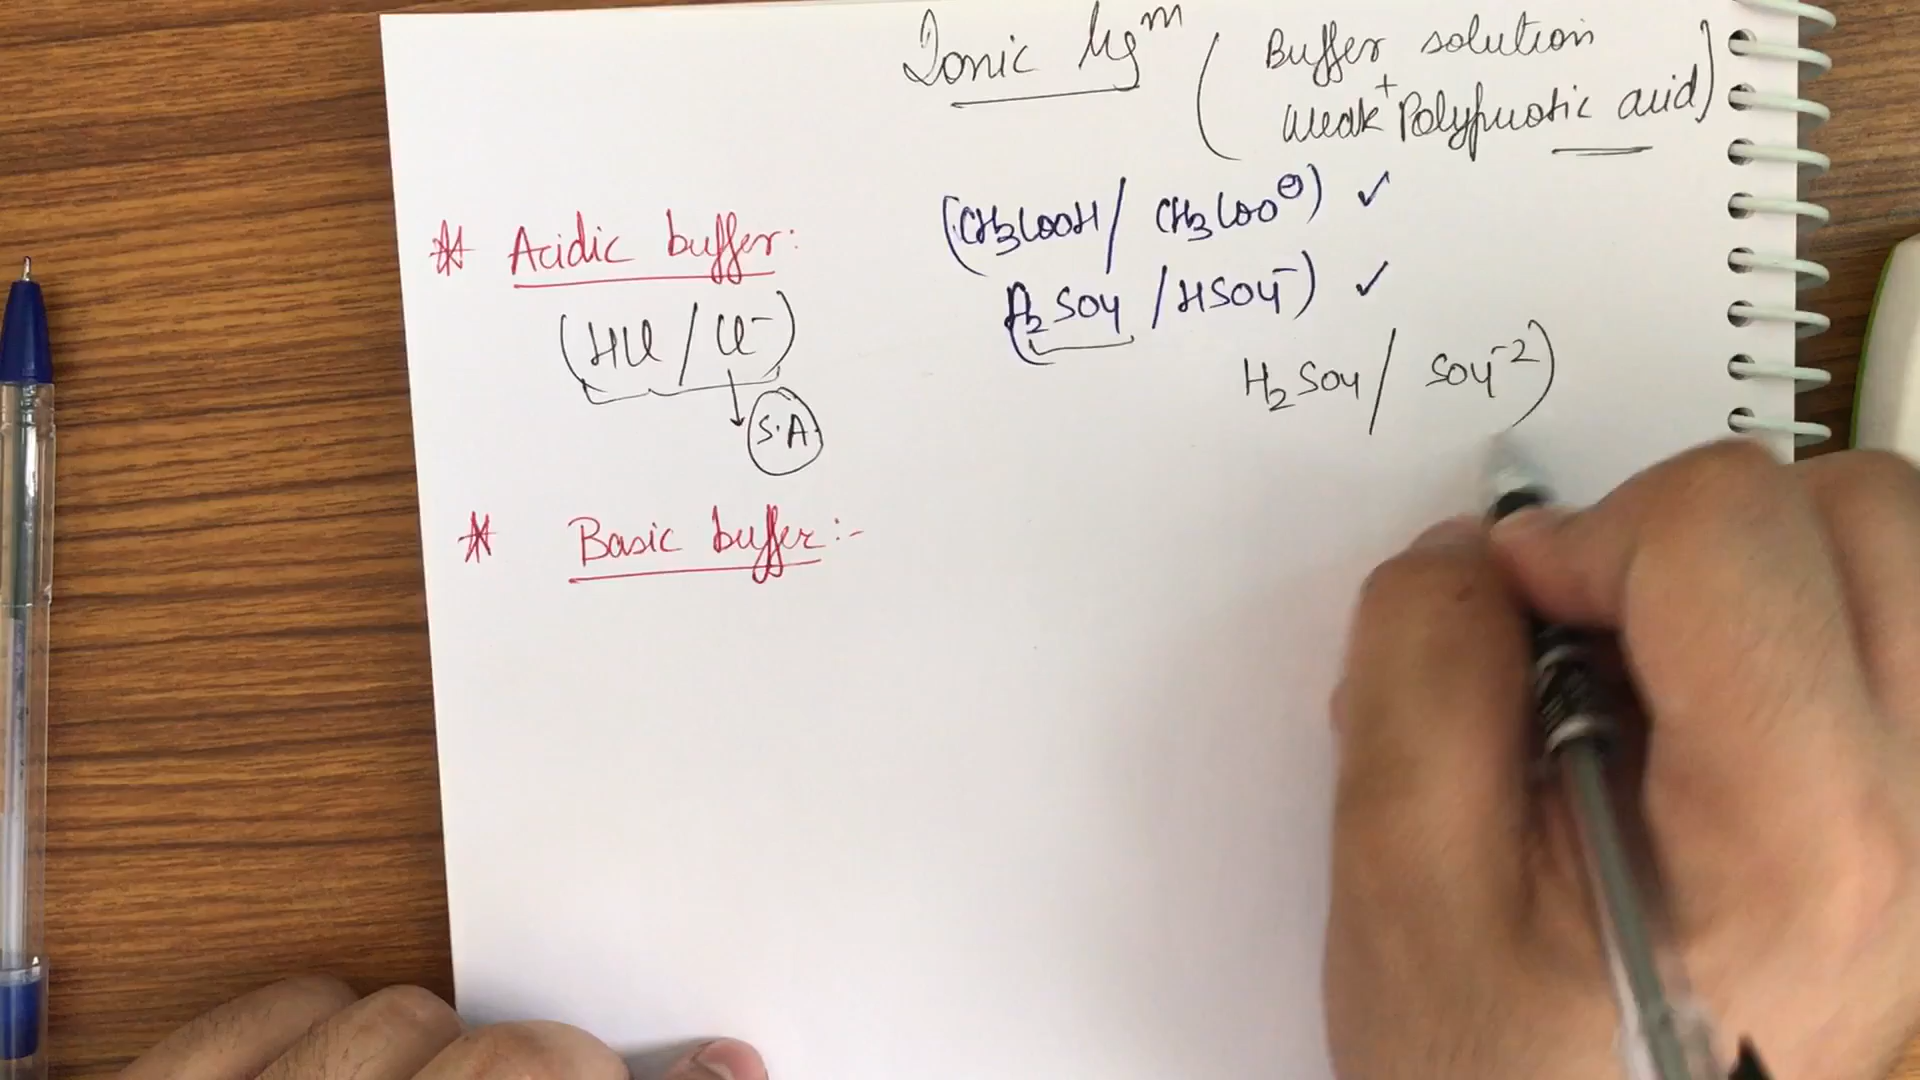 Ionic Eqm ( Buffer solution
+
Weak Polyprotic acid)
* Acidic buffer:
(CH3COOH / CH3COO⊖) ✓
(H2SO4 / HSO4-) ✓
(HCl / Cl-)
S.A.
H2SO4 / SO4-2)
* Basic buffer:-